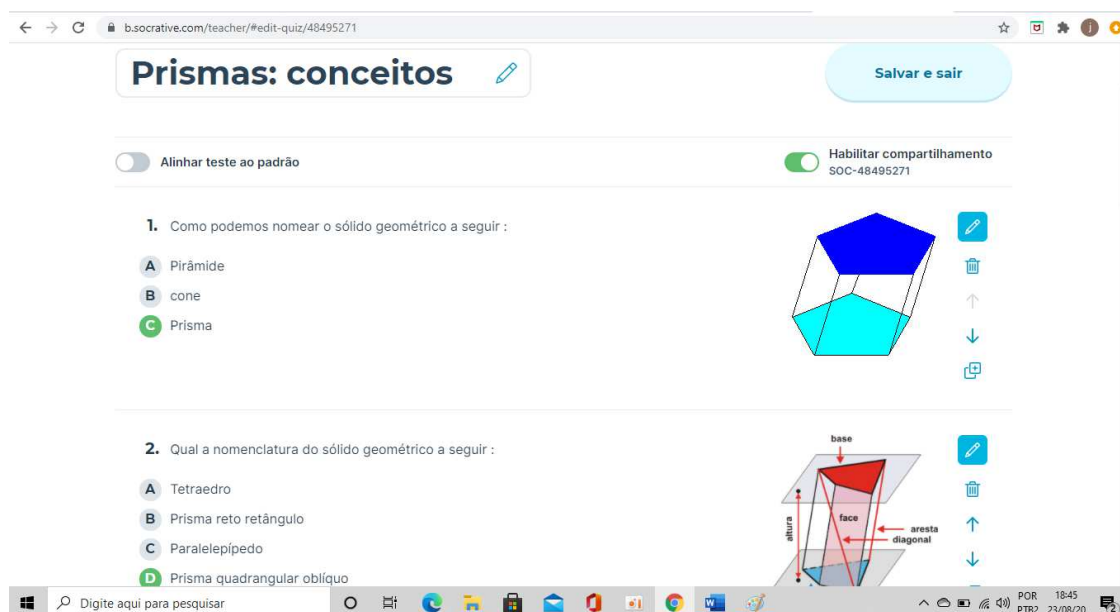 b.socrative.com/teacher/#edit-quiz/48495271
Prismas: conceitos
Salvar e sair
Alinhar teste ao padrão
Habilitar compartilhamento
SOC-48495271
1. Como podemos nomear o sólido geométrico a seguir :
A Pirâmide
B cone
C Prisma
2. Qual a nomenclatura do sólido geométrico a seguir :
A Tetraedro
B Prisma reto retângulo
C Paralelepípedo
D Prisma quadrangular oblíquo
base
altura
face
aresta
diagonal
Digite aqui para pesquisar
POR
PTB2
18:45
23/08/20